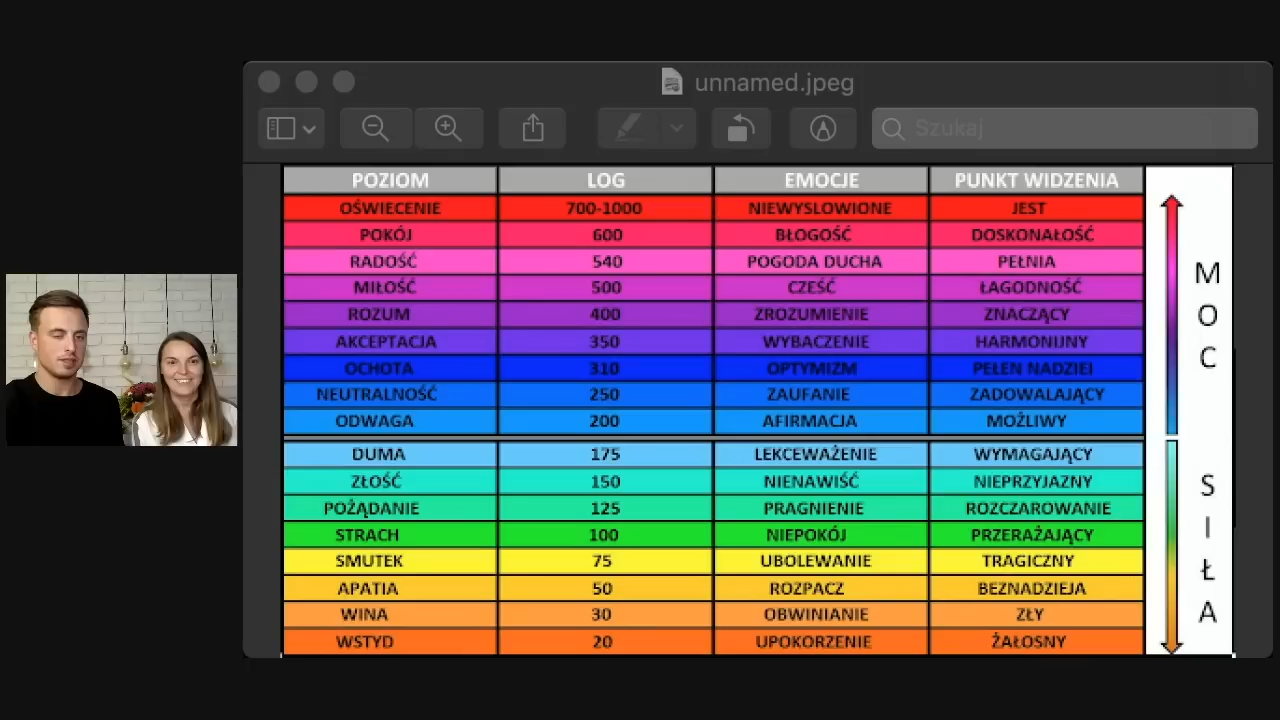 unnamed.jpeg
Szukaj
POZIOM LOG EMOCJE PUNKT WIDZENIA
OŚWIECENIE 700-1000 NIEWYSLOWIONE JEST
POKÓJ 600 BŁOGOŚĆ DOSKONAŁOŚĆ
RADOŚĆ 540 POGODA DUCHA PEŁNIA
MIŁOŚĆ 500 CZEŚĆ ŁAGODNOŚĆ
ROZUM 400 ZROZUMIENIE ZNACZĄCY
AKCEPTACJA 350 WYBACZENIE HARMONIJNY
OCHOTA 310 OPTYMIZM PEŁEN NADZIEI
NEUTRALNOŚĆ 250 ZAUFANIE ZADOWALAJĄCY
ODWAGA 200 AFIRMACJA MOŻLIWY
DUMA 175 LEKCEWAŻENIE WYMAGAJĄCY
ZŁOŚĆ 150 NIENAWIŚĆ NIEPRZYJAZNY
POŻĄDANIE 125 PRAGNIENIE ROZCZAROWANIE
STRACH 100 NIEPOKÓJ PRZERAŻAJĄCY
SMUTEK 75 UBOLEWANIE TRAGICZNY
APATIA 50 ROZPACZ BEZNADZIEJA
WINA 30 OBWINIANIE ZŁY
WSTYD 20 UPOKORZENIE ŻAŁOSNY
MOC
SIŁA